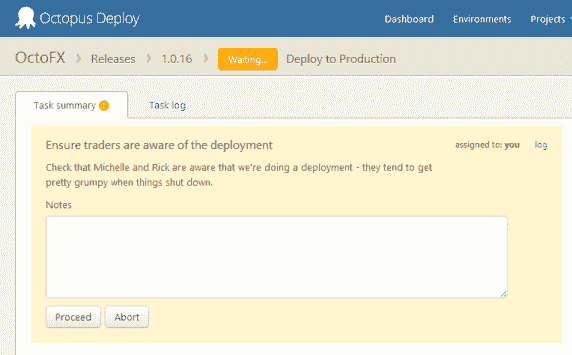 Octopus Deploy
Dashboard Environments Projects
OctoFX > Releases > 1.0.16 > Waiting... Deploy to Production
Task summary ! Task log
Ensure traders are aware of the deployment assigned to: you log
Check that Michelle and Rick are aware that we're doing a deployment - they tend to get
pretty grumpy when things shut down.
Notes
Proceed Abort